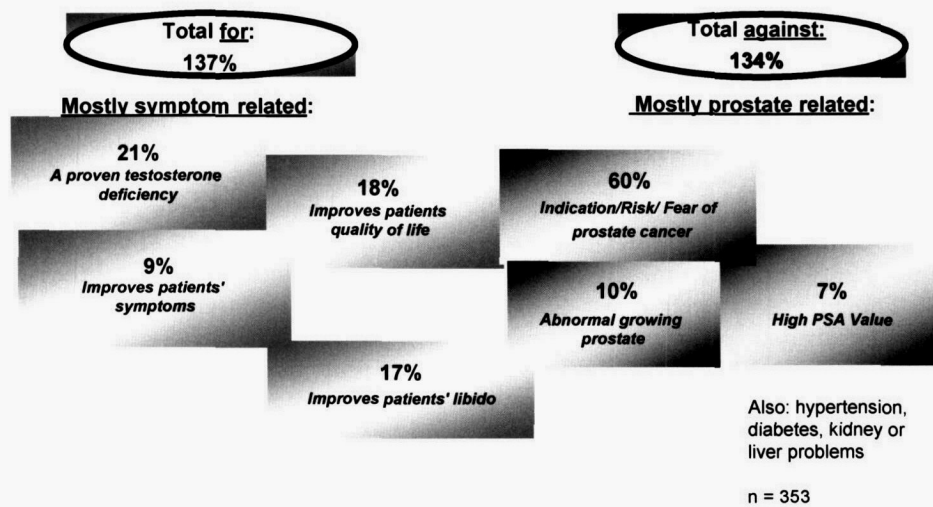 Total for:
137%
Total against:
134%
Mostly symptom related:
Mostly prostate related:
21%
A proven testosterone
deficiency
18%
Improves patients
quality of life
60%
Indication/Risk/ Fear of
prostate cancer
9%
Improves patients'
symptoms
10%
Abnormal growing
prostate
7%
High PSA Value
17%
Improves patients' libido
Also: hypertension,
diabetes, kidney or
liver problems
n = 353